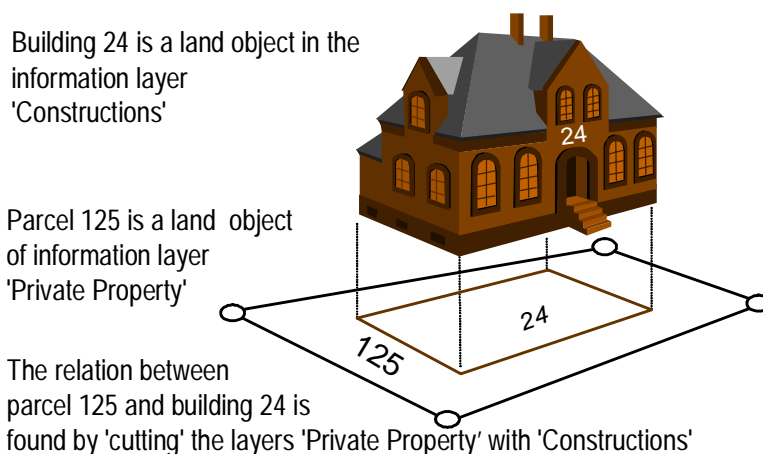 Building 24 is a land object in the
information layer
'Constructions'
24
Parcel 125 is a land object
of information layer
'Private Property'
24
125
The relation between
parcel 125 and building 24 is
found by 'cutting' the layers 'Private Property’ with 'Constructions'